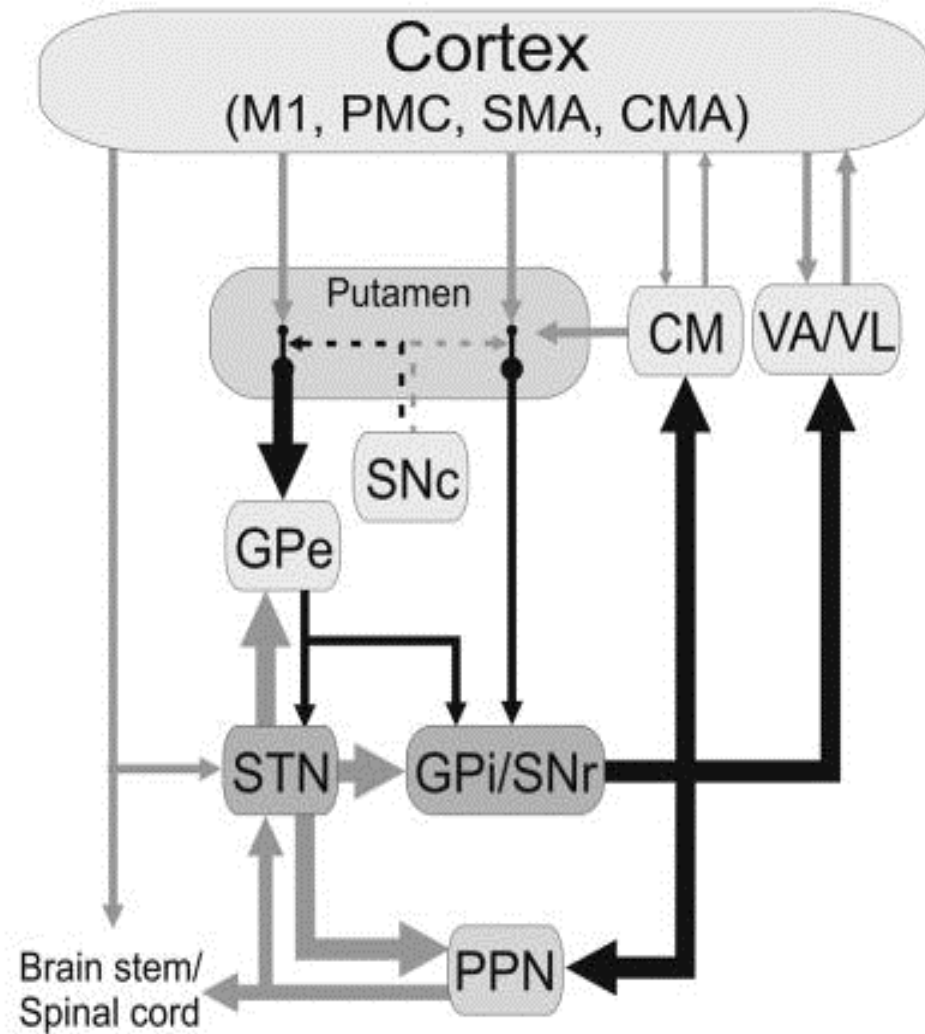 Cortex
(M1, PMC, SMA, CMA)
Putamen
CM
VA/VL
SNc
GPe
STN
GPi/SNr
PPN
Brain stem/
Spinal cord